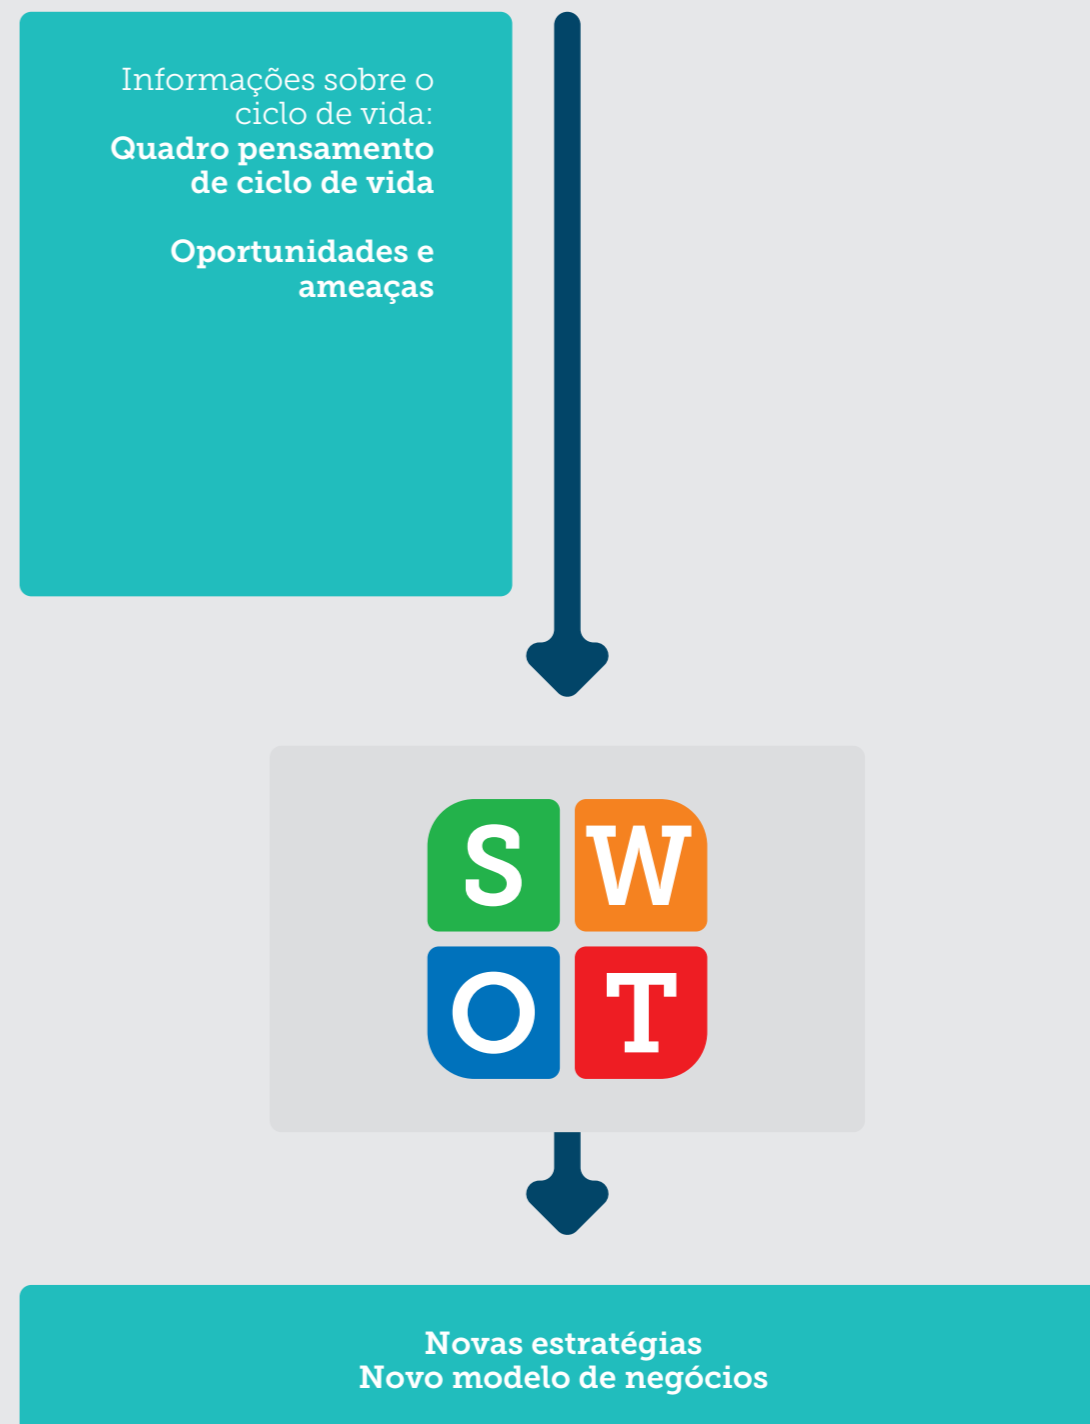 Informações sobre o
ciclo de vida:
Quadro pensamento
de ciclo de vida
Oportunidades e
ameaças
S W
O T
Novas estratégias
Novo modelo de negócios